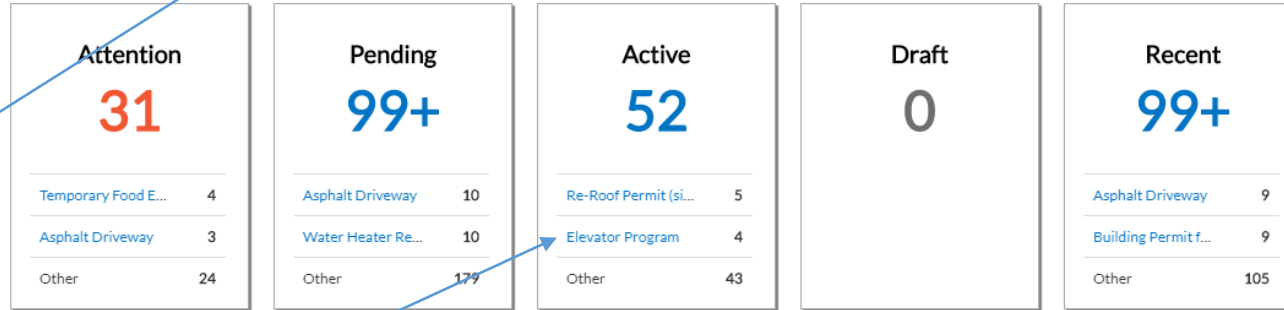 Attention
31
Temporary Food E... 4
Asphalt Driveway 3
Other 24
Pending
99+
Asphalt Driveway 10
Water Heater Re... 10
Other 179
Active
52
Re-Roof Permit (si... 5
Elevator Program 4
Other 43
Draft
0
Recent
99+
Asphalt Driveway 9
Building Permit f... 9
Other 105